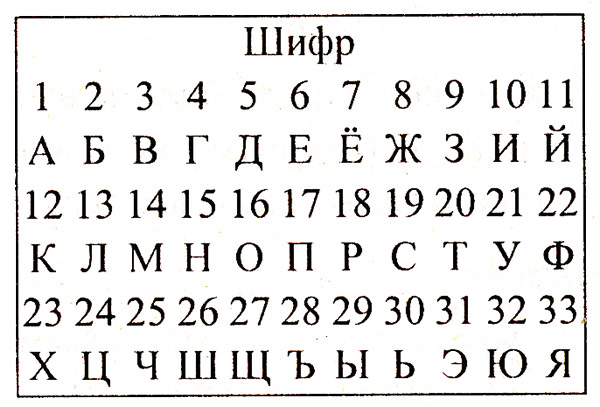 Шифр
1 2 3 4 5 6 7 8 9 10 11
А Б В Г Д Е Ё Ж З И Й
12 13 14 15 16 17 18 19 20 21 22
К Л М Н О П Р С Т У Ф
23 24 25 26 27 28 29 30 31 32 33
Х Ц Ч Ш Щ Ъ Ы Ь Э Ю Я